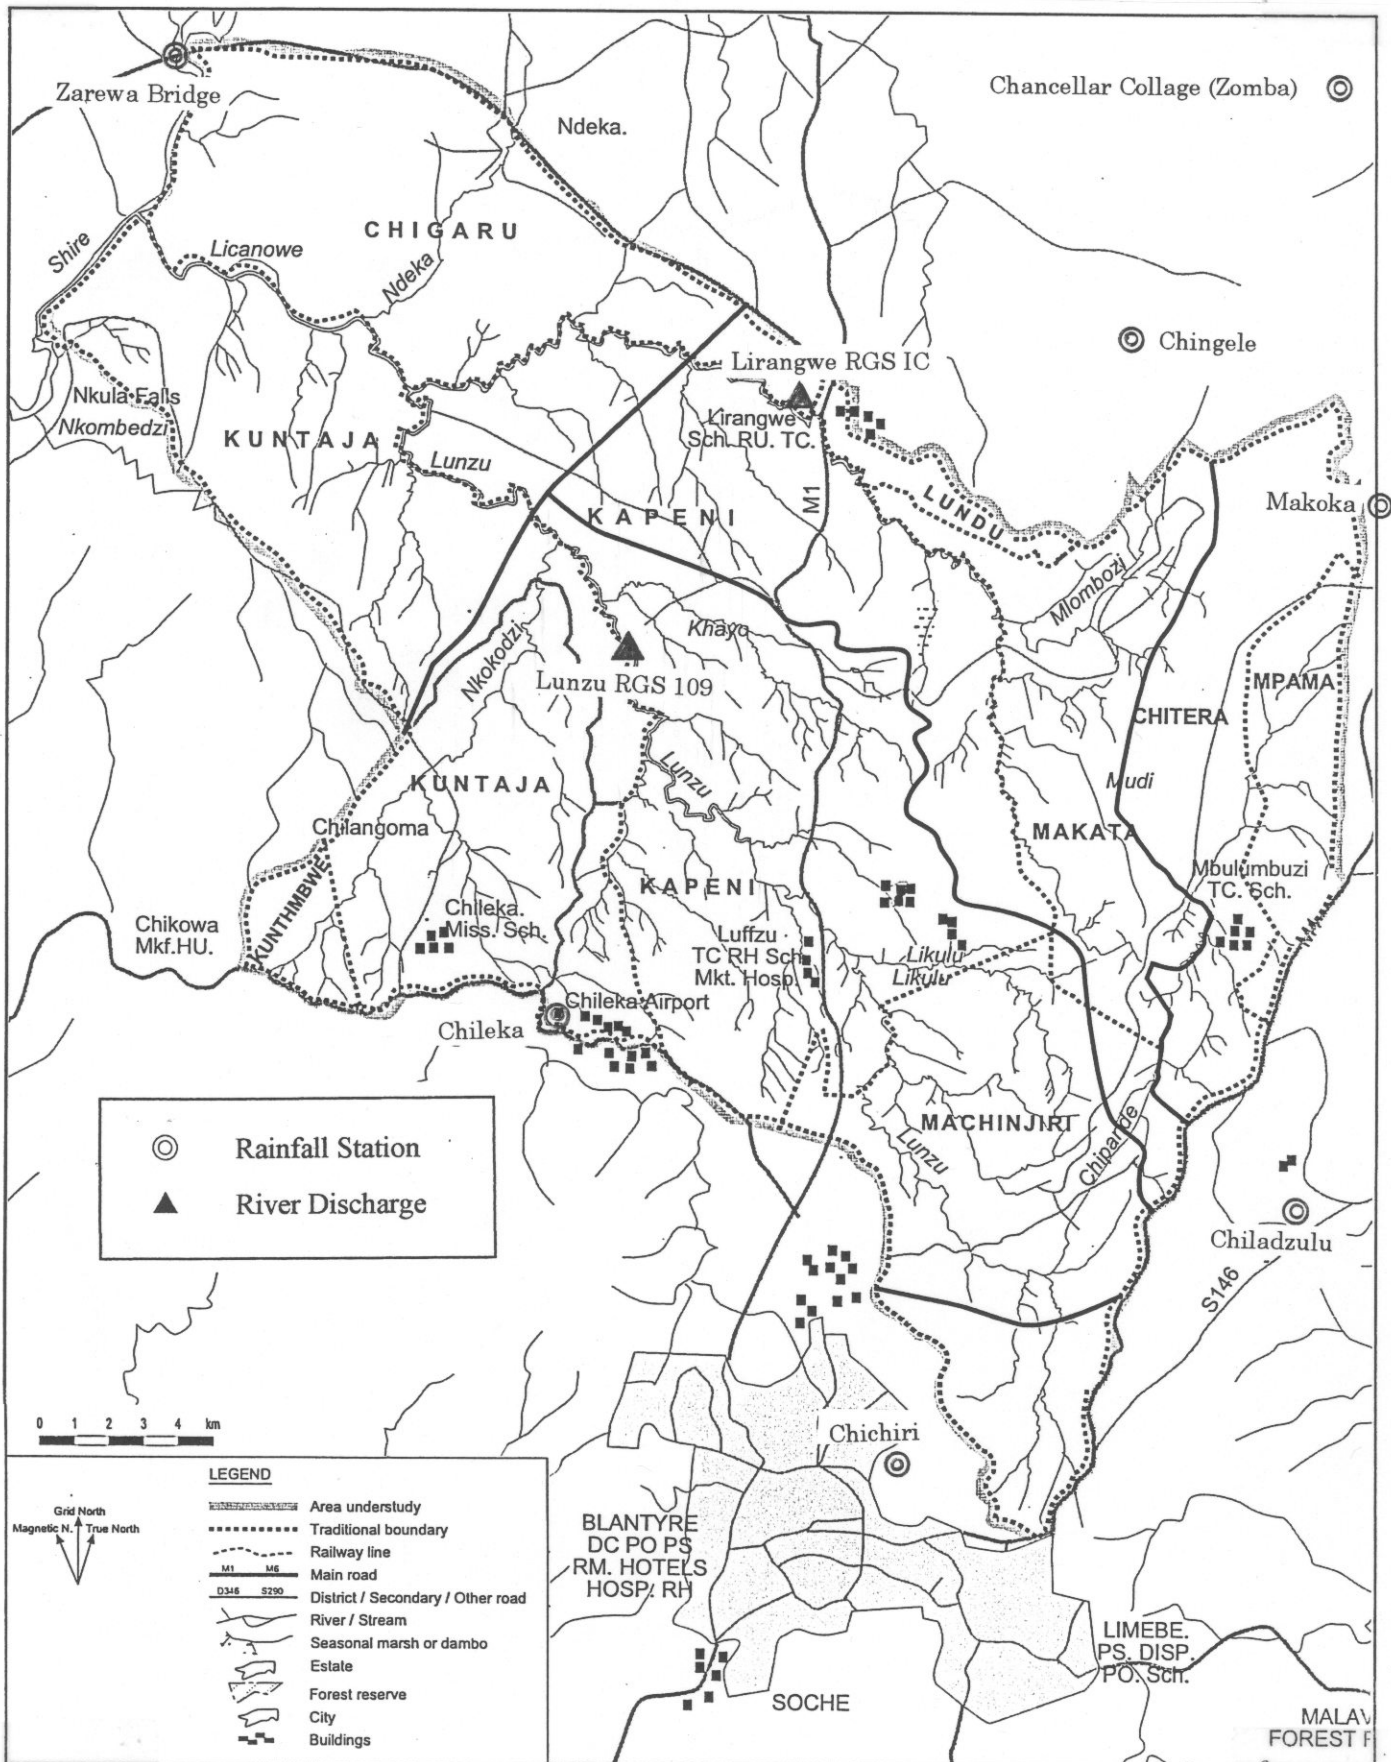 Zarewa Bridge
Chancellar Collage (Zomba)
Ndeka.
CHIGARU
Shire
Licanowe
Ndeka
Chingele
Lirangwe RGS IC
Nkula Falls
Nkombedzi
KUNTAJA
Lirangwe
Sch. RU. TC.
Lunzu
M1
LUNDU
Makoka
KAPENI
Mlombozi
Khayo
Nkokodzi
Lunzu RGS 109
MPAMA
CHITERA
KUNTAJA
Lunzu
Mudi
Chilangoma
MAKATA
KUNTHMBWE
Mbulumbuzi
TC. Sch.
KAPENI
Chikowa
Mkf.HU.
Chileka.
Miss. Sch.
Luffzu
TC RH Sch
Mkt. Hosp.
Likulu
Likulu
Chileka Airport
Chileka
Rainfall Station
River Discharge
MACHINJIRI
Lunzu
Chipande
Chiladzulu
S146
Chichiri
0 1 2 3 4 km
LEGEND
Grid North
Magnetic N. True North
Area understudy
Traditional boundary
Railway line
M1 M6
Main road
D346 S290
District / Secondary / Other road
River / Stream
Seasonal marsh or dambo
Estate
Forest reserve
City
Buildings
BLANTYRE
DC PO PS
RM. HOTELS
HOSP. RH
LIMEBE.
PS. DISP.
PO. Sch.
SOCHE
MALAV
FOREST F